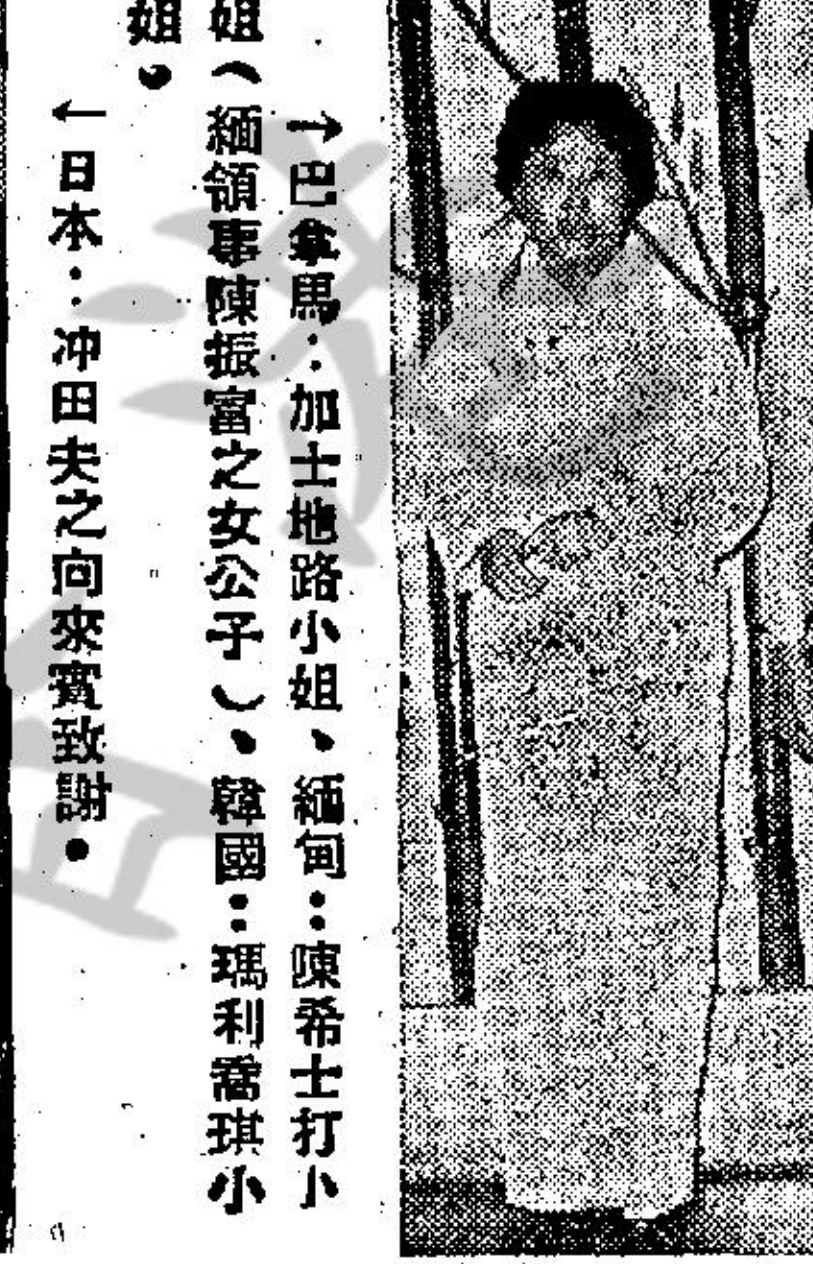 →巴拿馬：加士地路小姐、緬甸：陳希士打小
姐（緬領事陳振富之女公子）、韓國：瑪利喬琪小
姐，
←日本：冲田夫之向來賓致謝．